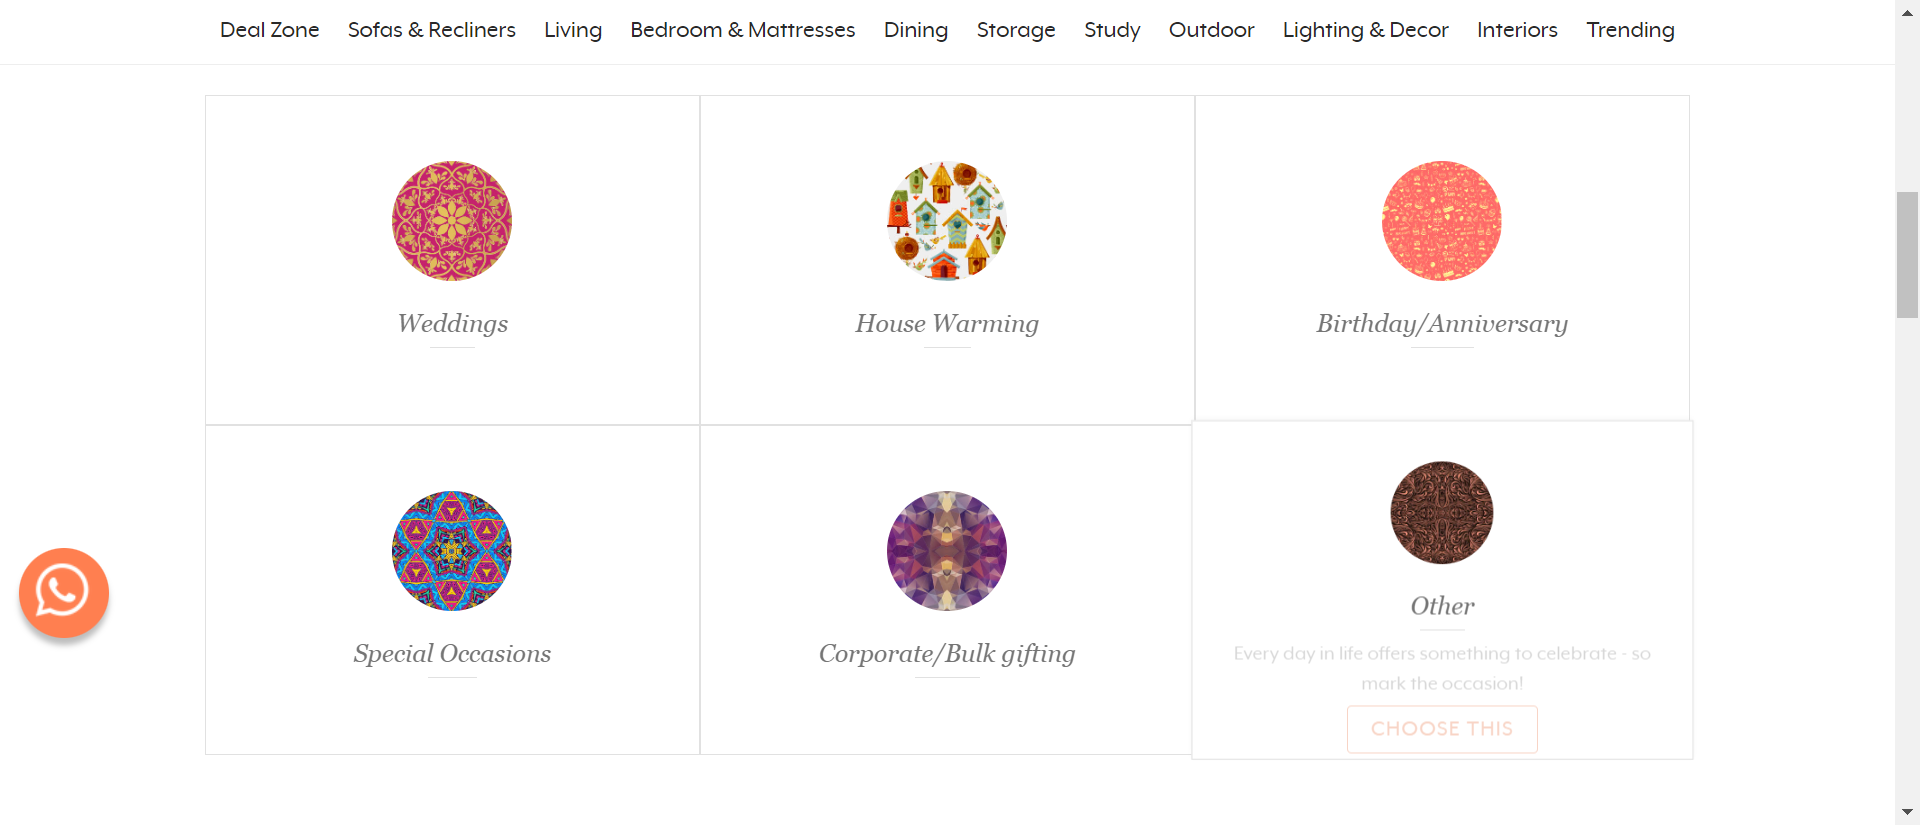 Deal Zone Sofas & Recliners Living Bedroom & Mattresses Dining Storage Study Outdoor Lighting & Decor Interiors Trending
Weddings
House Warming
Birthday/Anniversary
Special Occasions
Corporate/Bulk gifting
Other
Every day in life offers something to celebrate - so
mark the occasion!
CHOOSE THIS